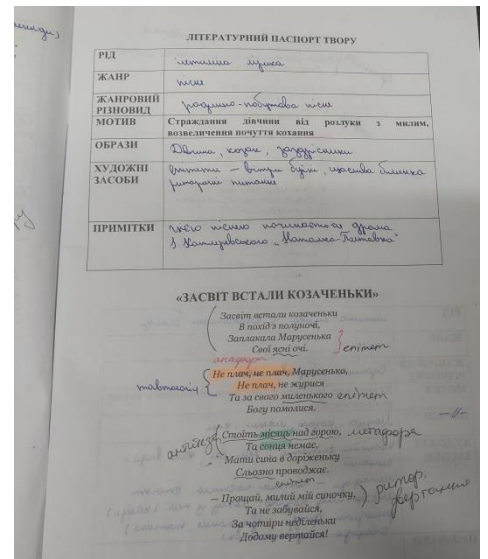 ЛІТЕРАТУРНИЙ ПАСПОРТ ТВОРУ
РІД
інтимна лірика
ЖАНР
пісня
ЖАНРОВИЙ РІЗНОВИД
родинно-побутова пісня
МОТИВ
Страждання дівчини від розлуки з милим,
возвеличення почуття кохання
ОБРАЗИ
Дівчина, козак,
ХУДОЖНІ ЗАСОБИ
епітети – вітри буйні,
риторичні питання
ПРИМІТКИ
цією піснею починається драма
І. Котляревського „Наталка-Полтавка"
«ЗАСВІТ ВСТАЛИ КОЗАЧЕНЬКИ»
Засвіт встали козаченьки
В похід з полуночі,
Заплакала Марусенька
Свої ясні очі. епітет
анафора
Не плач, не плач, Марусенько,
тавтологія
Не плач, не журися
Та за свого миленького епітет
Богу помолися.
–//–
антитеза Стоїть місяць над горою, метафора
Та сонця немає,
Мати сина в доріженьку
Сльозно проводжає.
епітет
– Прощай, милий мій синочку, ритор.
Та не забувайся, звертання
За чотири неділеньки
Додому вертайся!